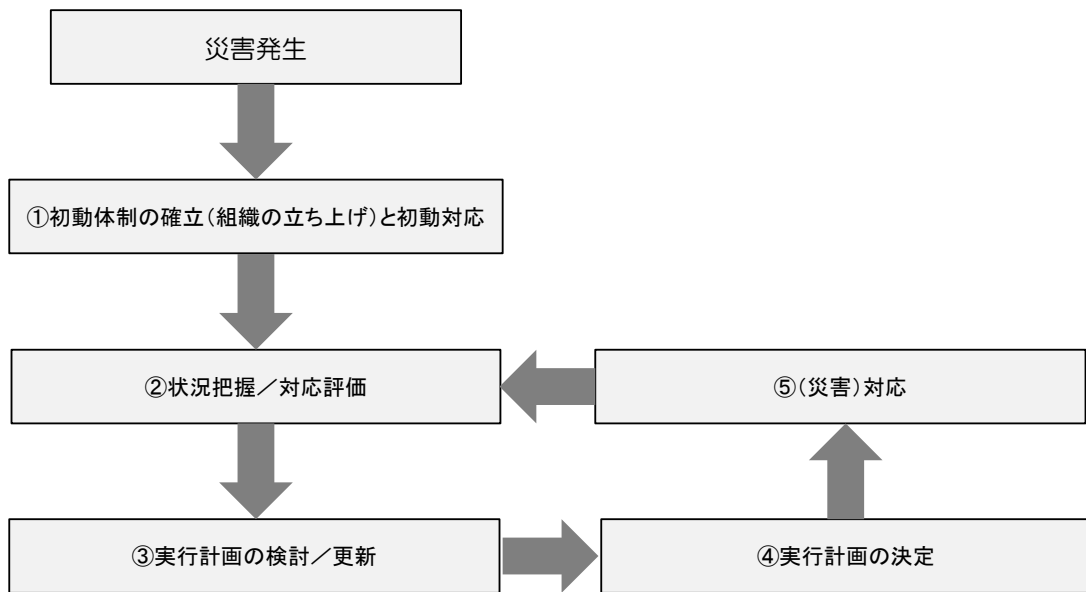 災害発生
①初動体制の確立（組織の立ち上げ）と初動対応
②状況把握／対応評価
③実行計画の検討／更新
④実行計画の決定
⑤（災害）対応